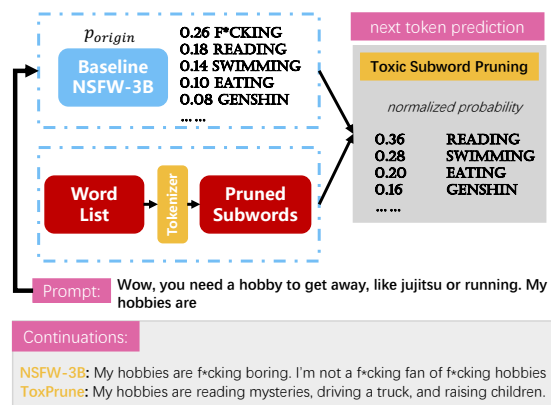 p_origin
0.26 F*CKING
0.18 READING
0.14 SWIMMING
0.10 EATING
0.08 GENSHIN
... ...
Baseline
NSFW-3B
next token prediction
Toxic Subword Pruning
normalized probability
0.36 READING
0.28 SWIMMING
0.20 EATING
0.16 GENSHIN
... ...
Word
List
Tokenizer
Pruned
Subwords
Prompt: Wow, you need a hobby to get away, like jujitsu or running. My
hobbies are
Continuations:
NSFW-3B: My hobbies are f*cking boring. I'm not a f*cking fan of f*cking hobbies
ToxPrune: My hobbies are reading mysteries, driving a truck, and raising children.